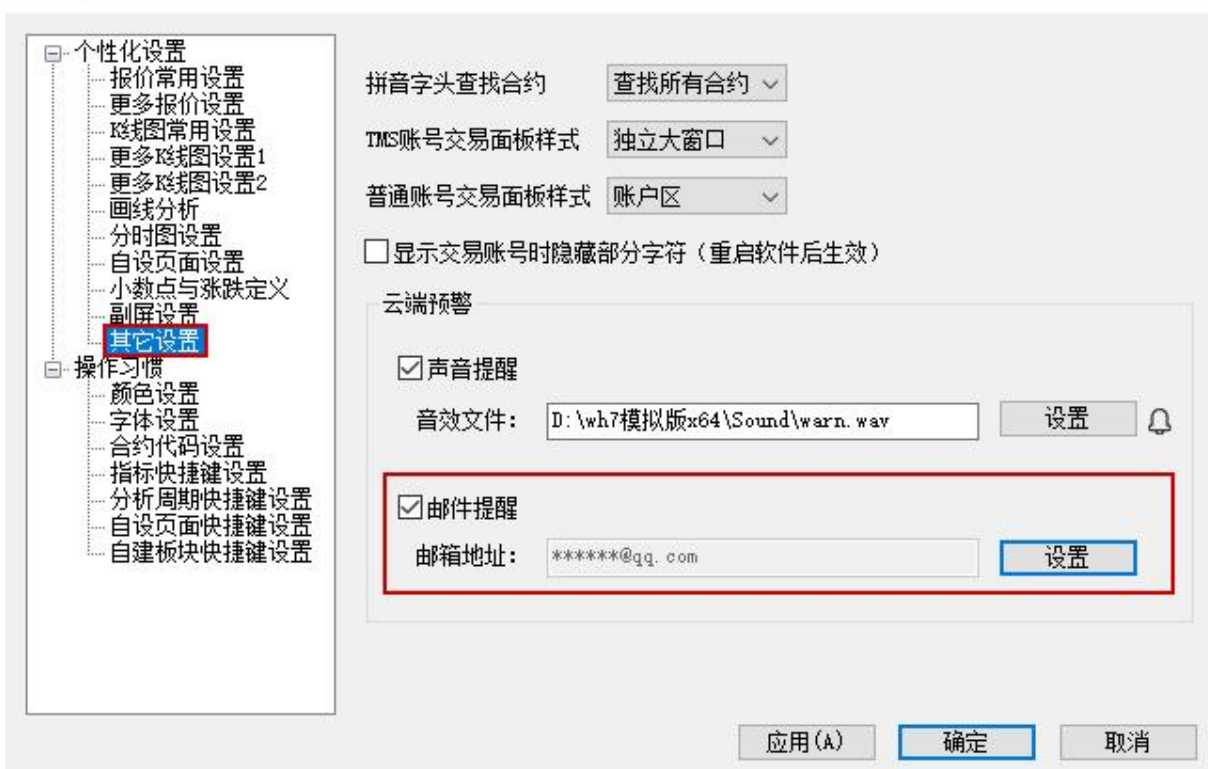 个性化设置
报价常用设置
更多报价设置
K线图常用设置
更多K线图设置1
更多K线图设置2
画线分析
分时图设置
自设页面设置
小数点与涨跌定义
副屏设置
其它设置
操作习惯
颜色设置
字体设置
合约代码设置
指标快捷键设置
分析周期快捷键设置
自设页面快捷键设置
自建板块快捷键设置
拼音字头查找合约 查找所有合约
TMS账号交易面板样式 独立大窗口
普通账号交易面板样式 账户区
显示交易账号时隐藏部分字符（重启软件后生效）
云端预警
声音提醒
音效文件： D:\wh7模拟版x64\Sound\warn.wav 设置
邮件提醒
邮箱地址： ******@qq.com 设置
应用(A) 确定 取消